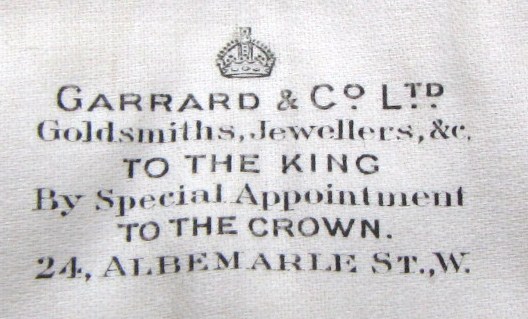 GARRARD & CO LTD
Goldsmiths, Jewellers, &c.
TO THE KING
By Special Appointment
TO THE CROWN.
24, ALBEMARLE ST., W.